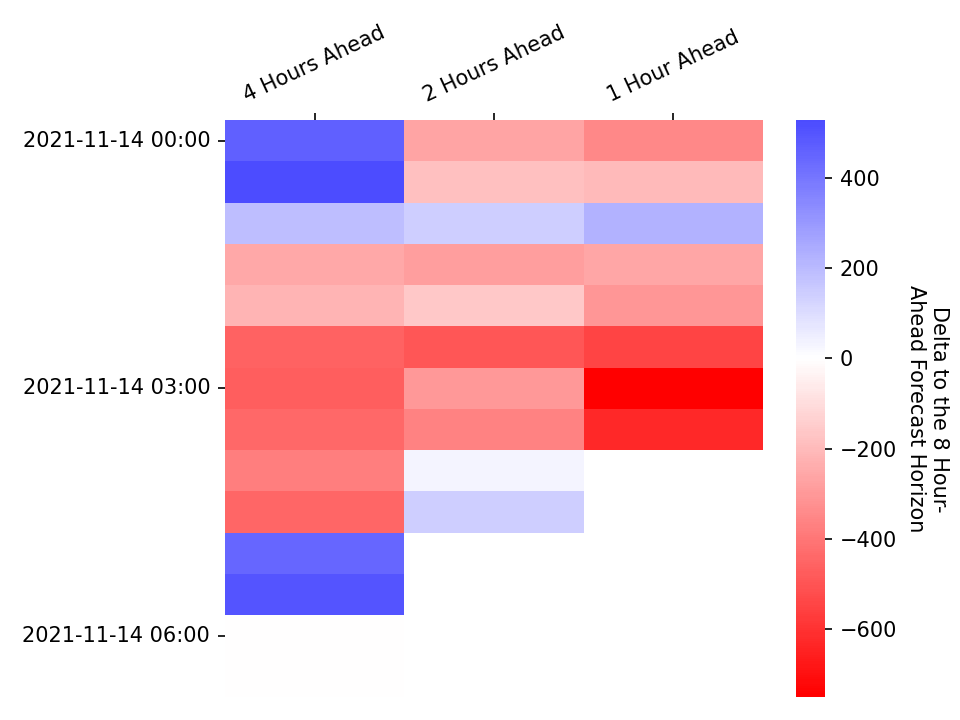 4 Hours Ahead
2 Hours Ahead
1 Hour Ahead
2021-11-14 00:00
2021-11-14 03:00
2021-11-14 06:00
400
200
0
−200
−400
−600
Delta to the 8 Hour-
Ahead Forecast Horizon